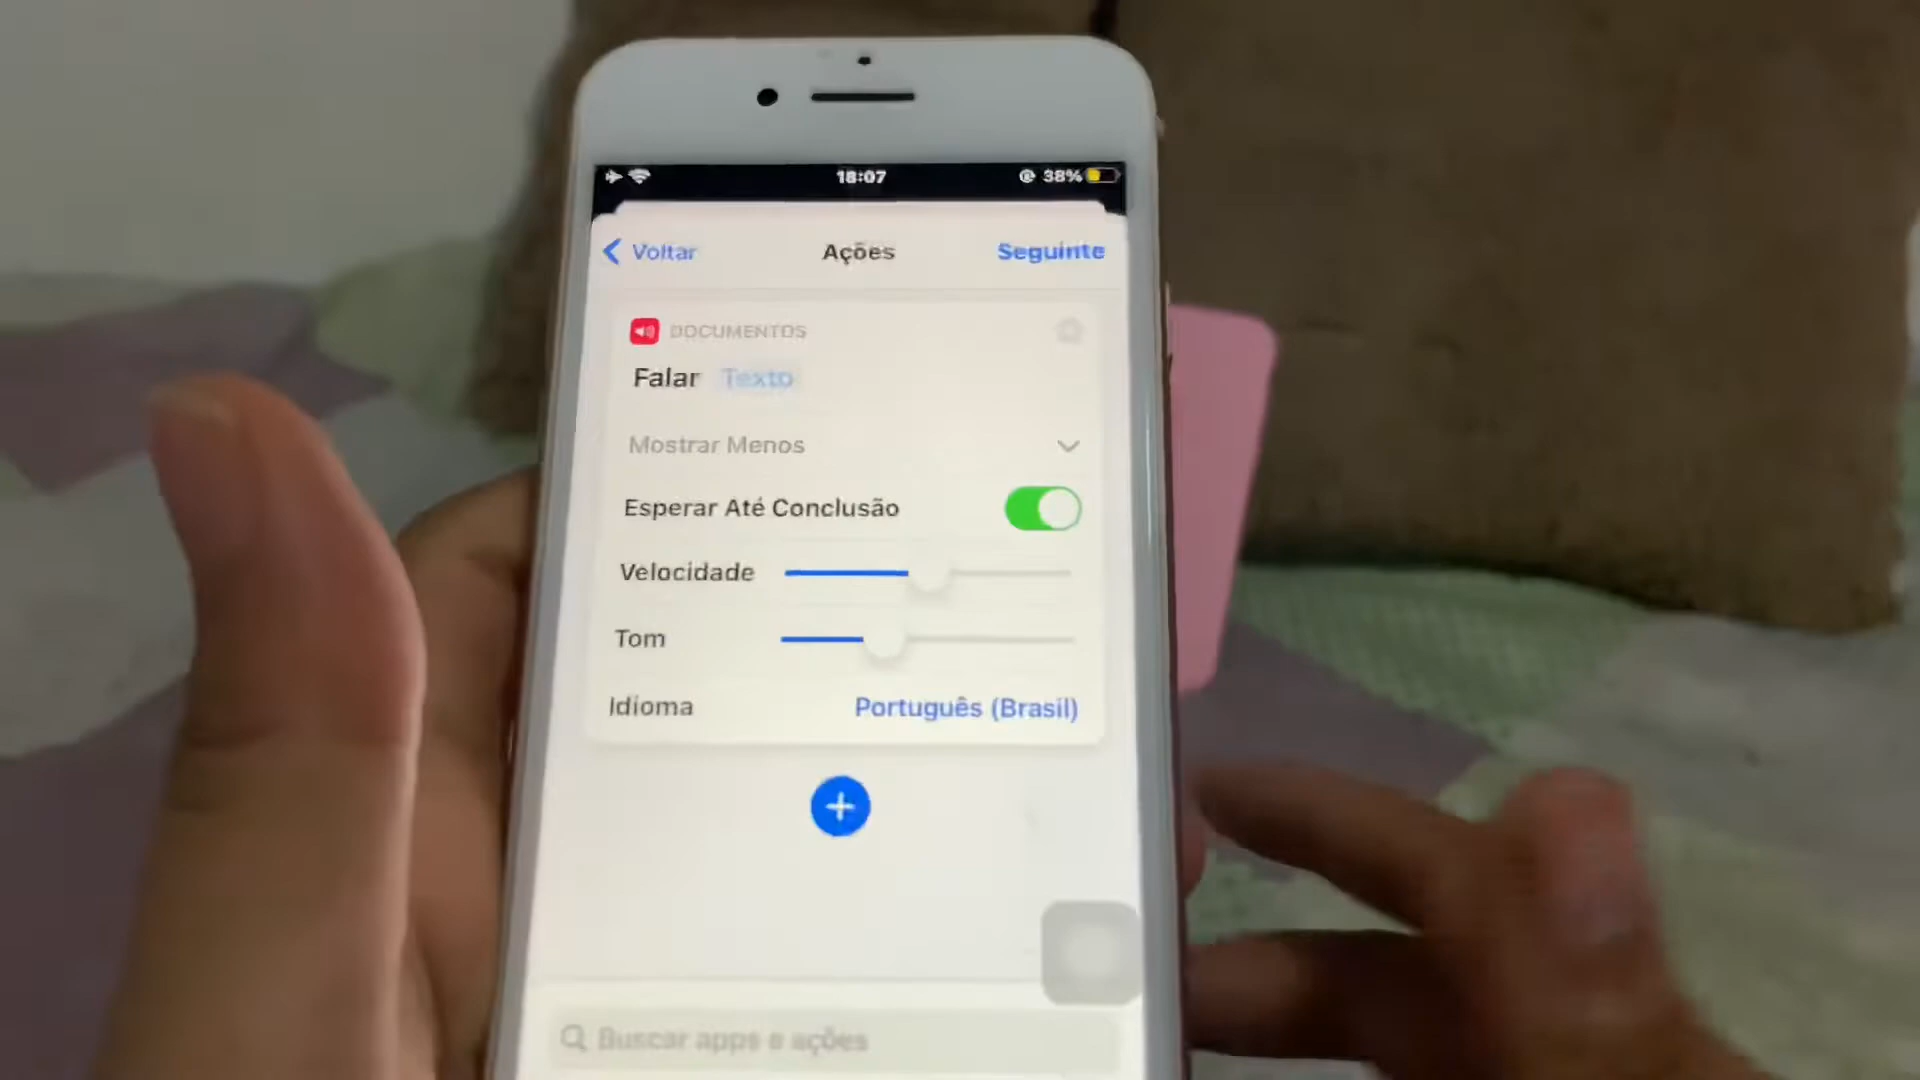 18:07
38%
Voltar
Ações
Seguinte
DOCUMENTOS
Falar Texto
Mostrar Menos
Esperar Até Conclusão
Velocidade
Tom
Idioma
Português (Brasil)
Buscar apps e ações